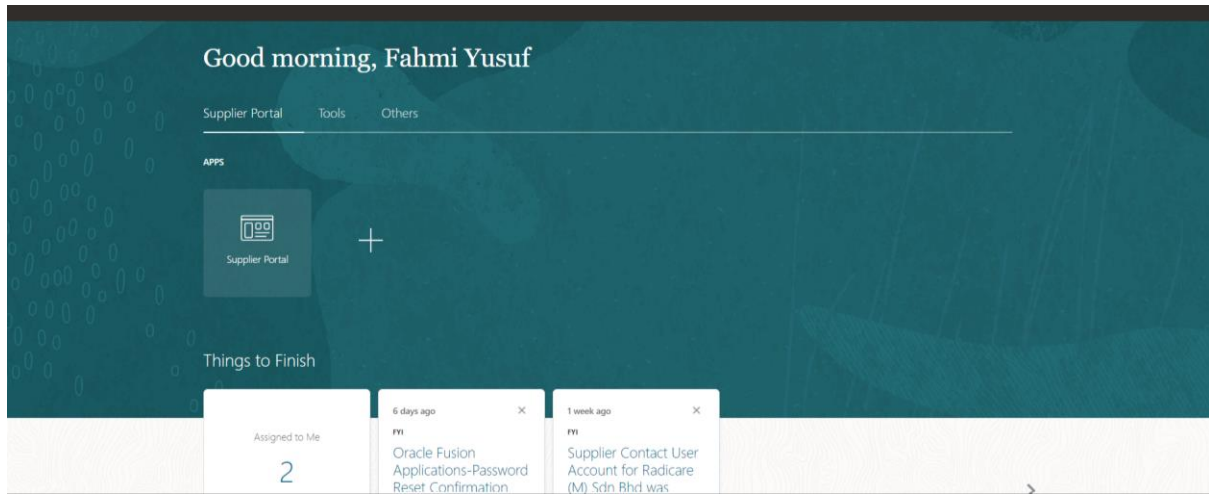 Good morning, Fahmi Yusuf
Supplier Portal Tools Others
APPS
Supplier Portal
Things to Finish
Assigned to Me
2
6 days ago
FYI
Oracle Fusion
Applications-Password
Reset Confirmation
1 week ago
FYI
Supplier Contact User
Account for Radicare
(M) Sdn Bhd was